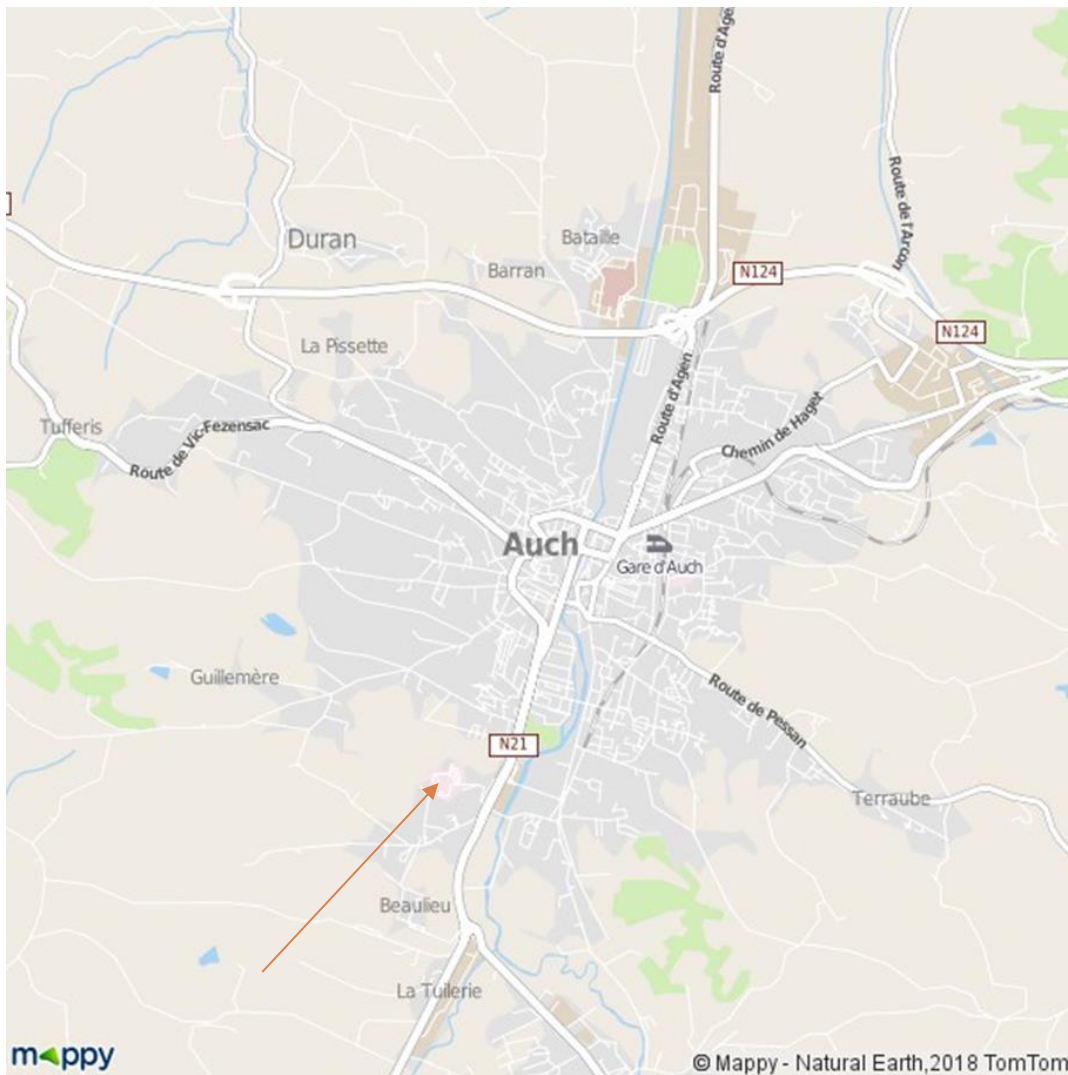 Route d'Agen
Route de l'Arçon
Duran
Bataille
Barran
N124
N124
La Pissette
Route d'Agen
Tufferis
Route de Vic-Fezensac
Chemin de Haget
Auch
Gare d'Auch
Guillemère
Route de Pessan
N21
Terraube
Beaulieu
La Tuilerie
mappy
© Mappy - Natural Earth,2018 TomTom